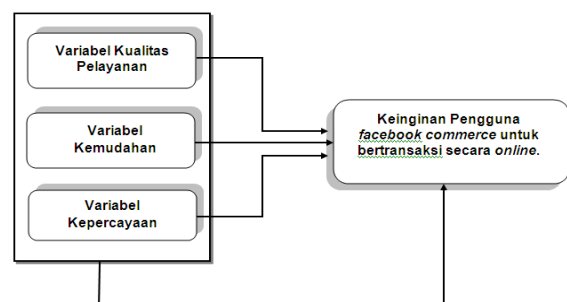 Variabel Kualitas
Pelayanan
Variabel
Kemudahan
Variabel
Kepercayaan
Keinginan Pengguna
facebook commerce untuk
bertransaksi secara online.